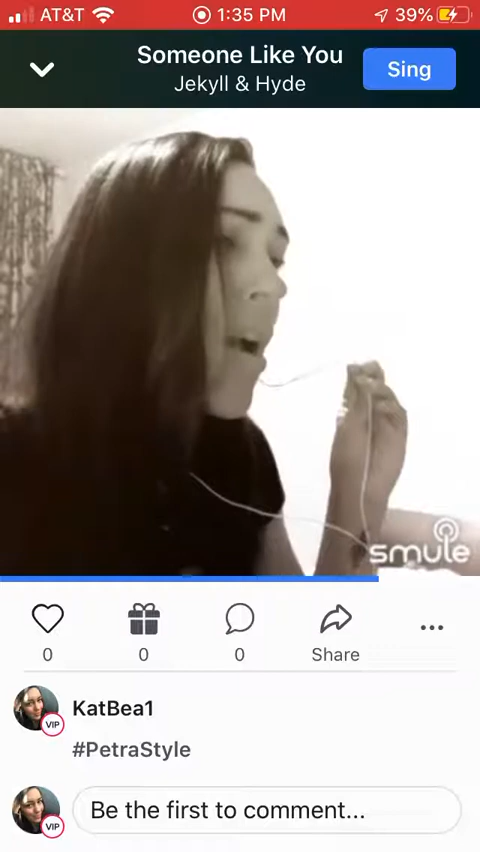 AT&T 1:35 PM 39%
Someone Like You
Jekyll & Hyde
Sing
smule
0 0 0 Share
KatBea1
VIP
#PetraStyle
Be the first to comment...
VIP